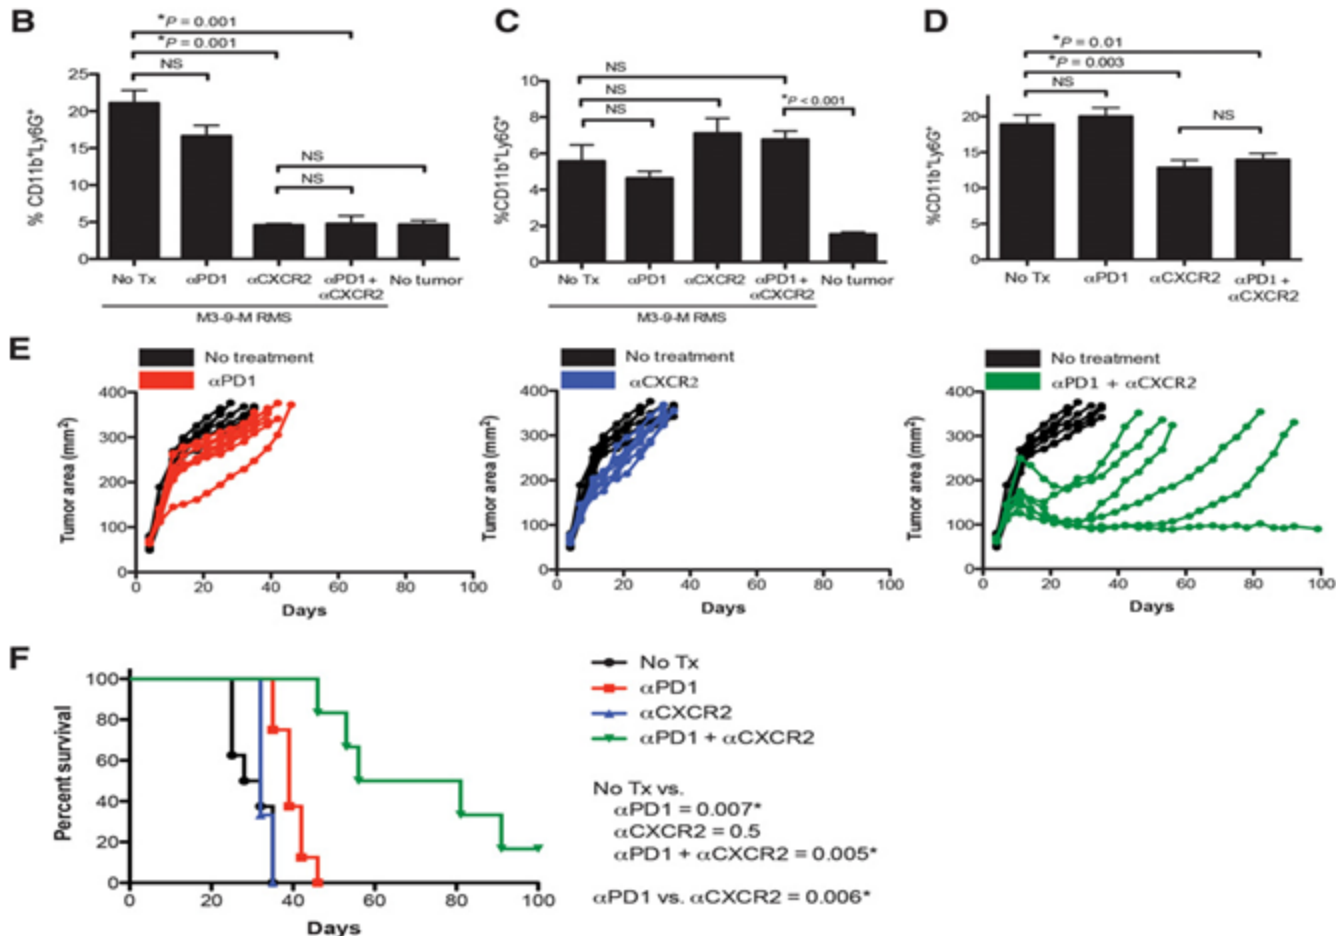 B
*P = 0.001
*P = 0.001
NS
NS
NS
% CD11b⁺Ly6G⁺
25
20
15
10
5
0
No Tx
αPD1
αCXCR2
αPD1 +
αCXCR2
No tumor
M3-9-M RMS
C
NS
NS
NS
*P < 0.001
%CD11b⁺Ly6G⁺
10
8
6
4
2
0
No Tx
αPD1
αCXCR2
αPD1 +
αCXCR2
No tumor
M3-9-M RMS
D
*P = 0.01
*P = 0.003
NS
NS
%CD11b⁺Ly6G⁺
20
15
10
5
0
No Tx
αPD1
αCXCR2
αPD1 +
αCXCR2
E
No treatment
αPD1
Tumor area (mm²)
400
300
200
100
0
0 20 40 60 80 100
Days
No treatment
αCXCR2
Tumor area (mm²)
400
300
200
100
0
0 20 40 60 80 100
Days
No treatment
αPD1 + αCXCR2
Tumor area (mm²)
400
300
200
100
0
0 20 40 60 80 100
Days
F
Percent survival
100
80
60
40
20
0
0 20 40 60 80 100
Days
No Tx
αPD1
αCXCR2
αPD1 + αCXCR2
No Tx vs.
αPD1 = 0.007*
αCXCR2 = 0.5
αPD1 + αCXCR2 = 0.005*
αPD1 vs. αCXCR2 = 0.006*